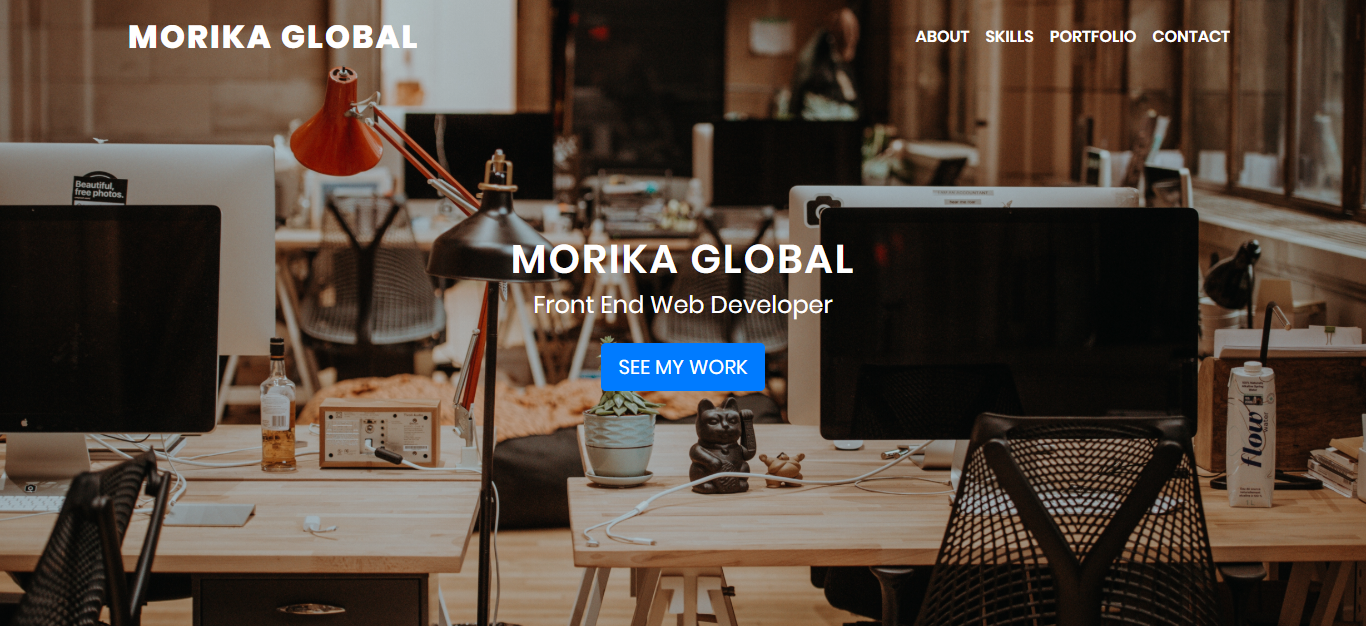 MORIKA GLOBAL
ABOUT SKILLS PORTFOLIO CONTACT
Beautiful,
free photos.
MORIKA GLOBAL
Front End Web Developer
SEE MY WORK
flow
water